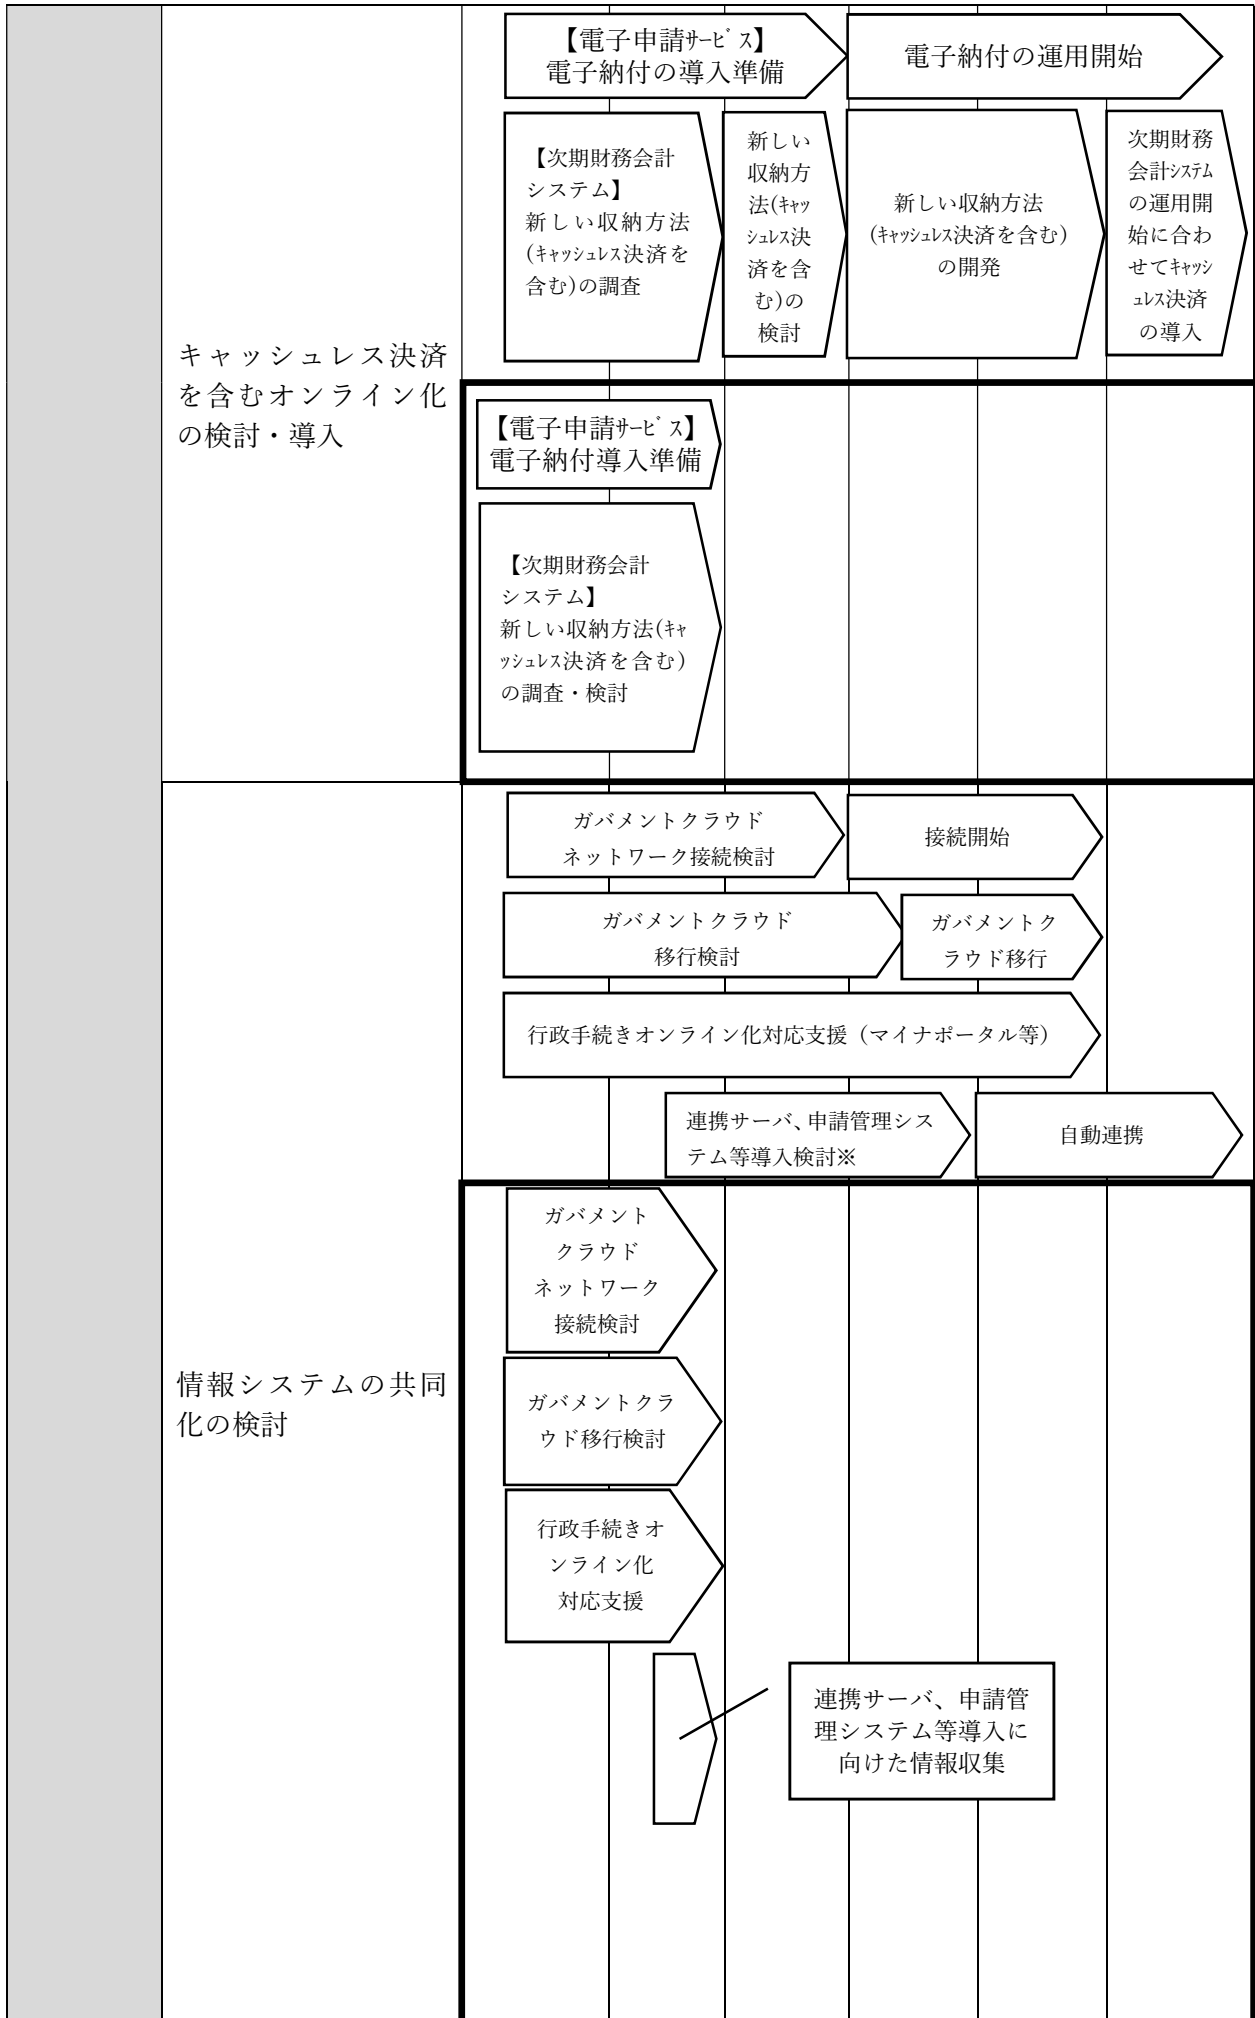 【電子申請ｻｰﾋﾞｽ】
電子納付の導入準備
電子納付の運用開始
【次期財務会計
システム】
新しい収納方法
(ｷｬｯｼｭﾚｽ決済を
含む)の調査
新しい
収納方
法(ｷｬｯ
ｼｭﾚｽ決
済を含
む)の
検討
新しい収納方法
(ｷｬｯｼｭﾚｽ決済を含む)
の開発
次期財務
会計ｼｽﾃﾑ
の運用開
始に合わ
せてｷｬｯｼ
ｭﾚｽ決済
の導入
キャッシュレス決済
を含むオンライン化
の検討・導入
【電子申請ｻｰﾋﾞｽ】
電子納付導入準備
【次期財務会計
システム】
新しい収納方法(ｷｬ
ｯｼｭﾚｽ決済を含む)
の調査・検討
ガバメントクラウド
ネットワーク接続検討
接続開始
ガバメントクラウド
移行検討
ガバメントク
ラウド移行
行政手続きオンライン化対応支援（マイナポータル等）
連携サーバ、申請管理シス
テム等導入検討※
自動連携
情報システムの共同
化の検討
ガバメント
クラウド
ネットワーク
接続検討
ガバメントクラ
ウド移行検討
行政手続きオ
ンライン化
対応支援
連携サーバ、申請管
理システム等導入に
向けた情報収集